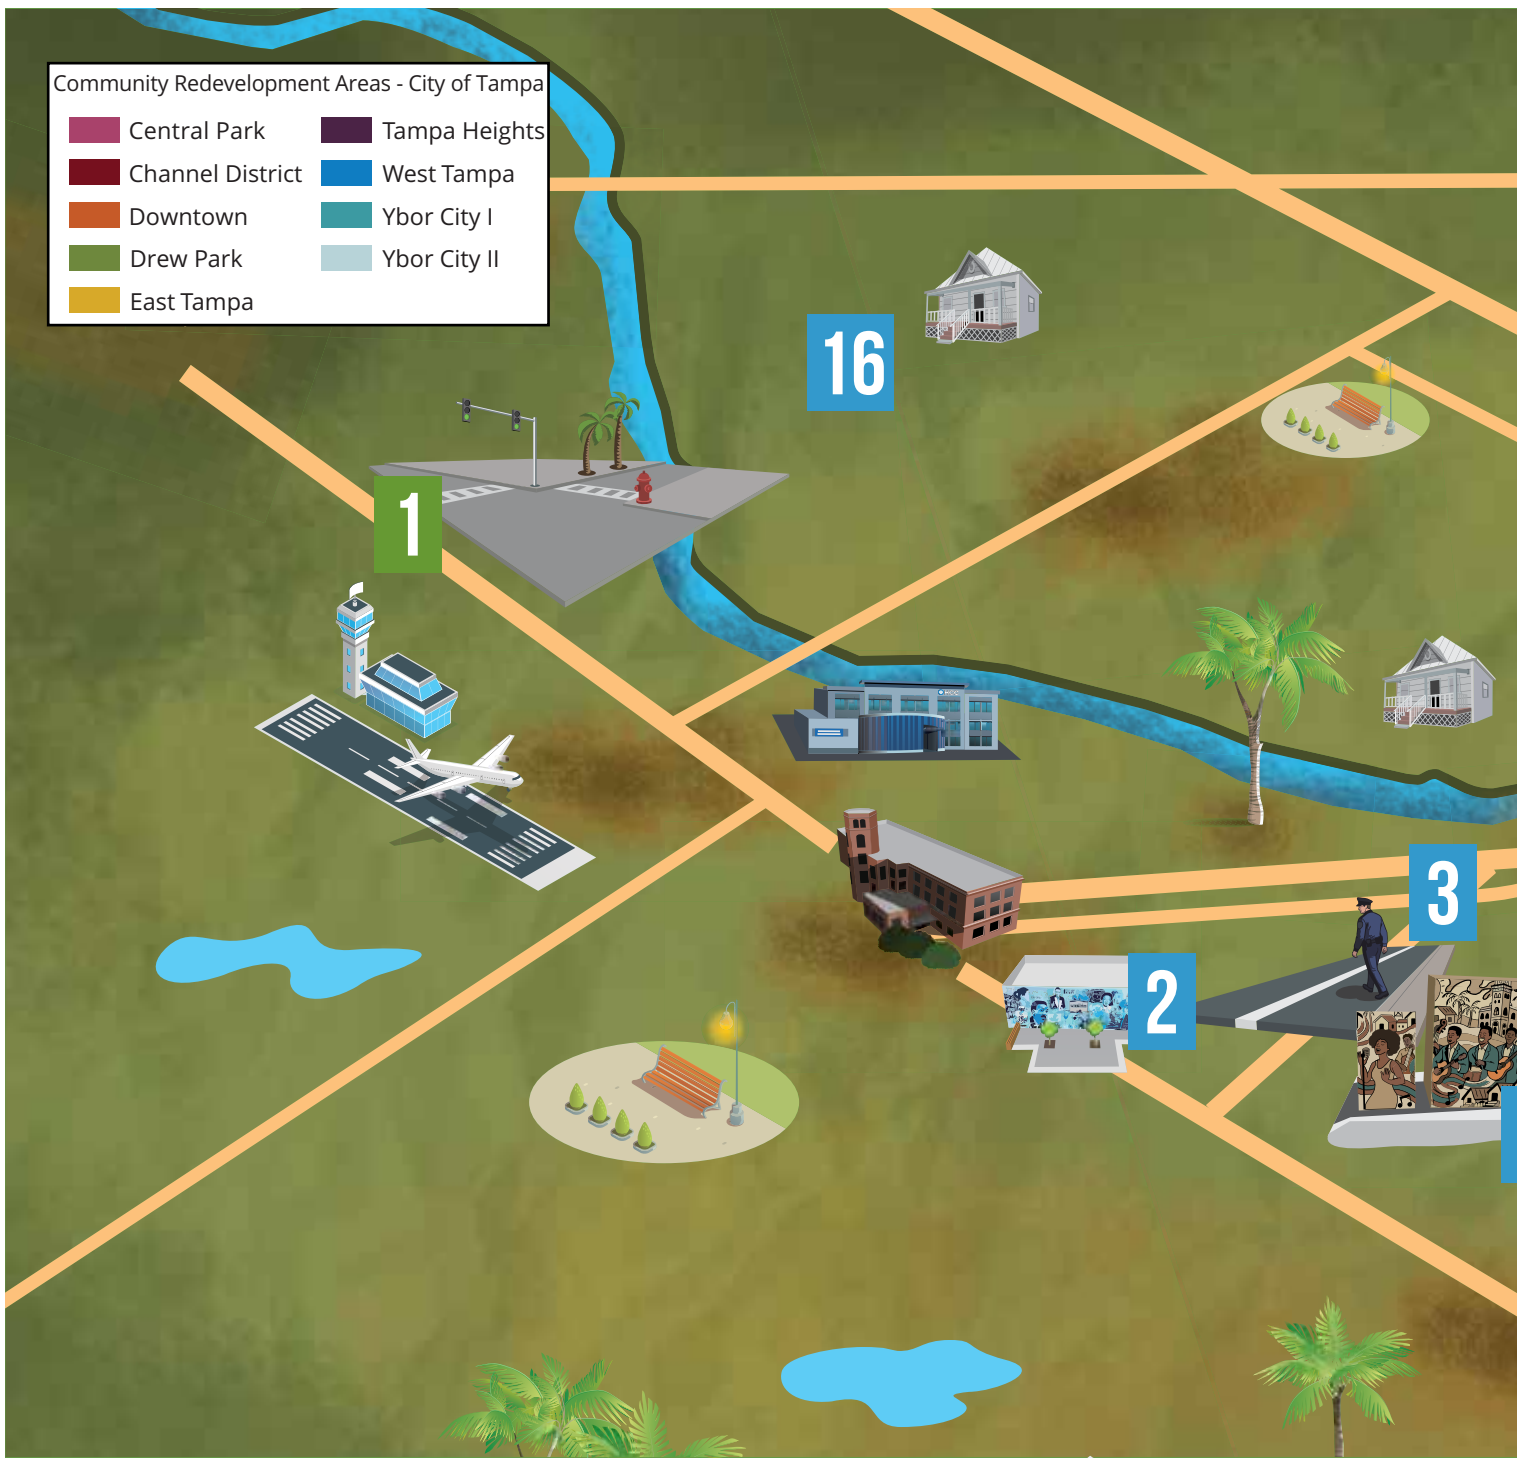 Community Redevelopment Areas - City of Tampa
Central Park
Channel District
Downtown
Drew Park
East Tampa
Tampa Heights
West Tampa
Ybor City I
Ybor City II
16
1
3
2